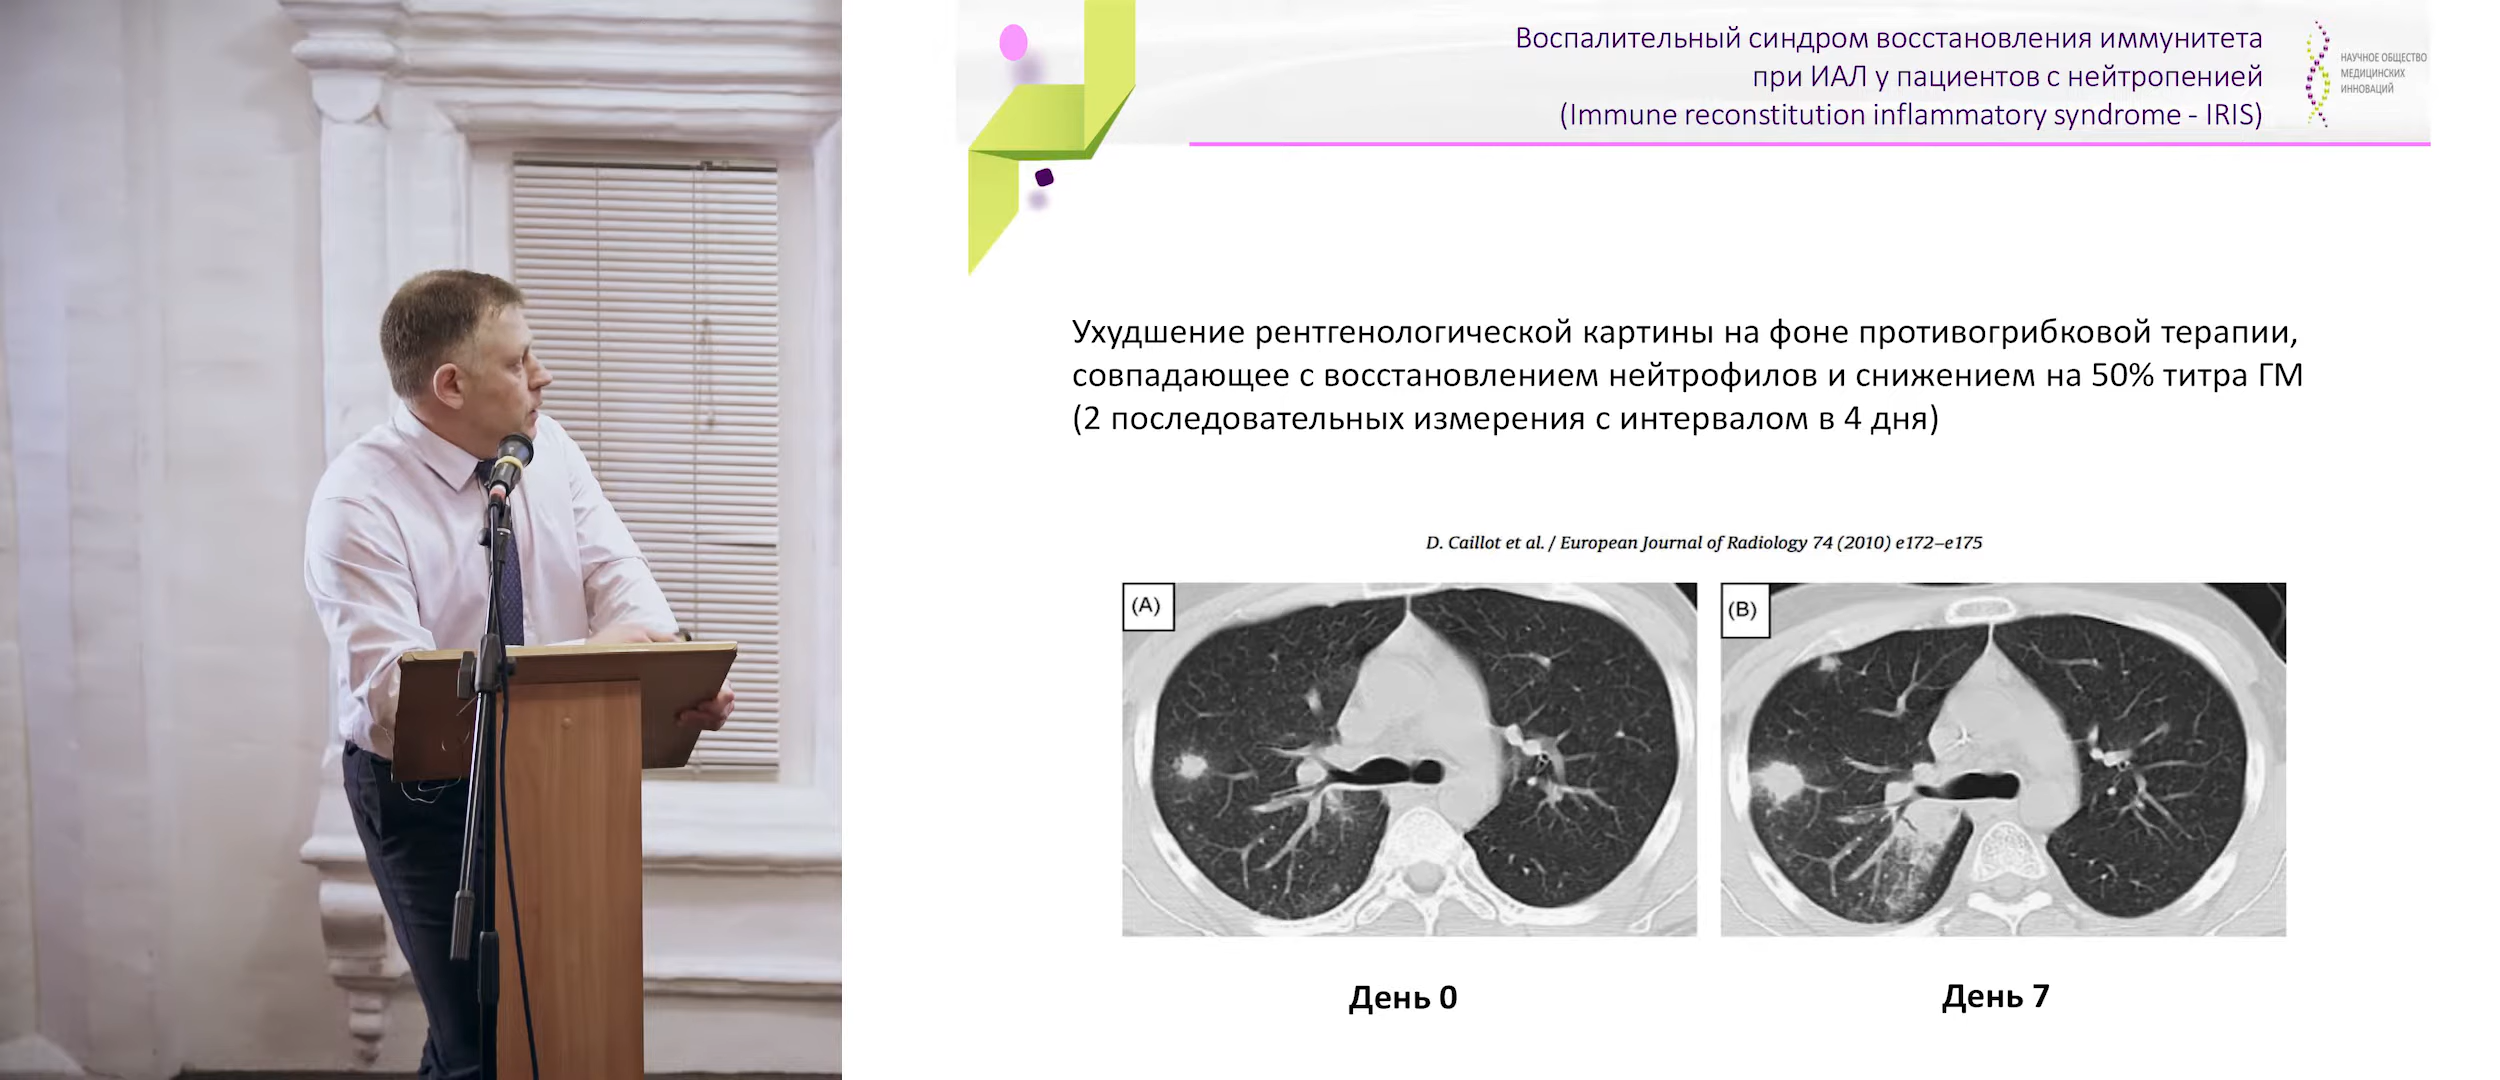 Воспалительный синдром восстановления иммунитета
при ИАЛ у пациентов с нейтропенией
(Immune reconstitution inflammatory syndrome - IRIS)
НАУЧНОЕ ОБЩЕСТВО
МЕДИЦИНСКИХ
ИННОВАЦИЙ
Ухудшение рентгенологической картины на фоне противогрибковой терапии,
совпадающее с восстановлением нейтрофилов и снижением на 50% титра ГМ
(2 последовательных измерения с интервалом в 4 дня)
D. Caillot et al. / European Journal of Radiology 74 (2010) e172–e175
(A)
(B)
День 0
День 7